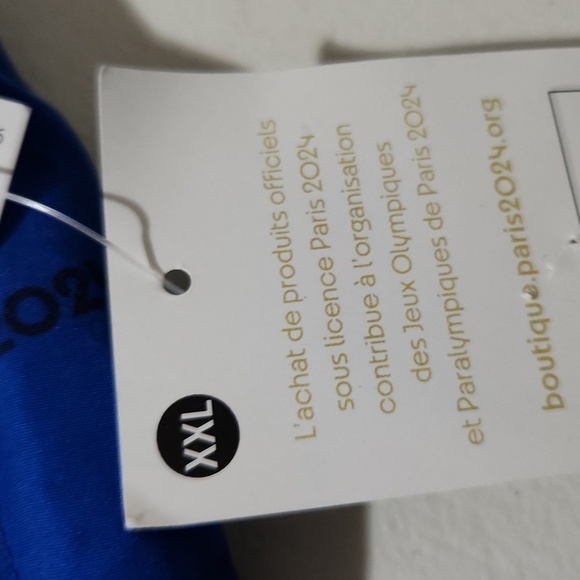 L'achat de produits officiels
sous licence Paris 2024
contribue à l'organisation
des Jeux Olympiques
et Paralympiques de Paris 2024
boutique.paris2024.org
XXL